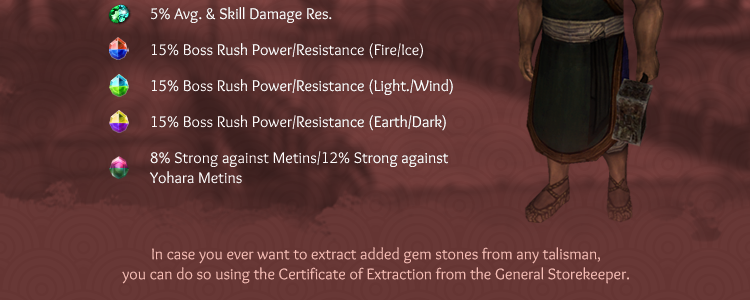 5% Avg. & Skill Damage Res.
15% Boss Rush Power/Resistance (Fire/Ice)
15% Boss Rush Power/Resistance (Light./Wind)
15% Boss Rush Power/Resistance (Earth/Dark)
8% Strong against Metins/12% Strong against
Yohara Metins
In case you ever want to extract added gem stones from any talisman,
you can do so using the Certificate of Extraction from the General Storekeeper.